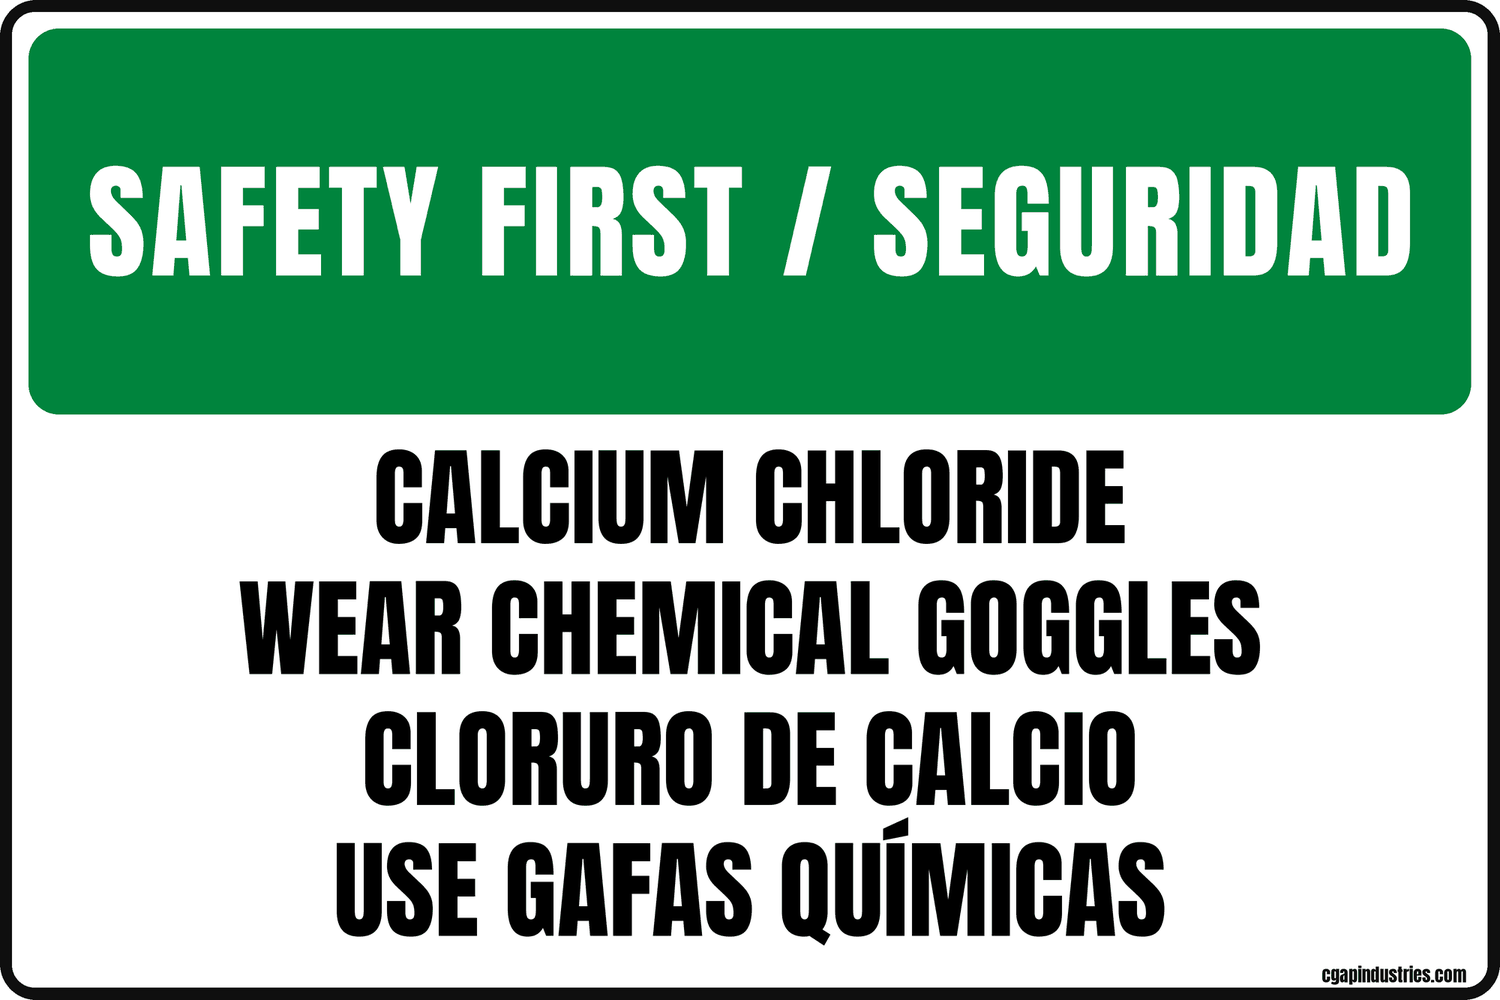 SAFETY FIRST / SEGURIDAD
CALCIUM CHLORIDE
WEAR CHEMICAL GOGGLES
CLORURO DE CALCIO
USE GAFAS QUÍMICAS
cgapindustries.com